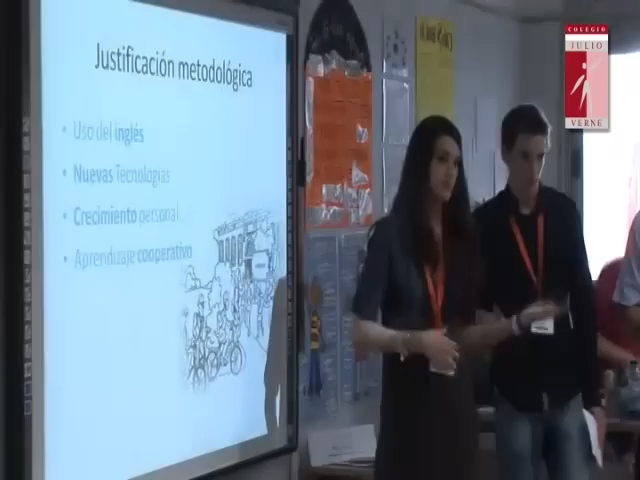 Justificación metodológica
• Uso del inglés
• Nuevas Tecnologías
• Crecimiento personal...
• Aprendizaje cooperativo
COLEGIO
JULIO
VERNE